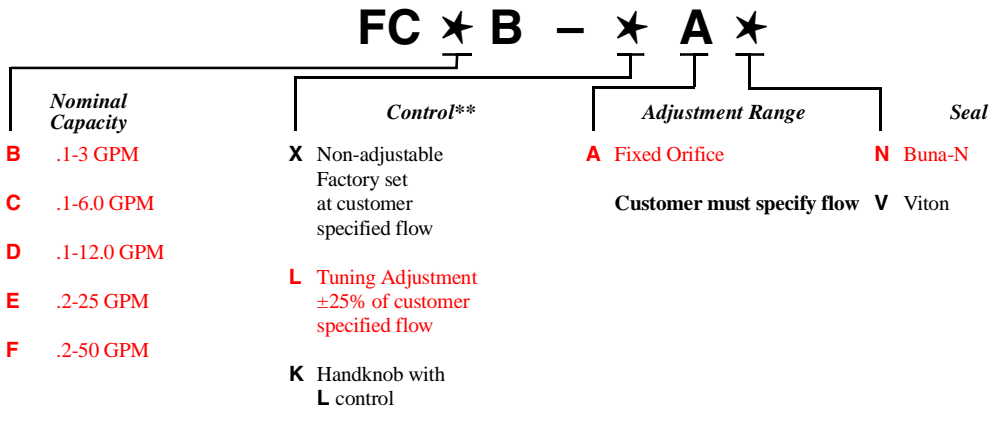 FC * B – * A *
Nominal
Capacity
B .1-3 GPM
C .1-6.0 GPM
D .1-12.0 GPM
E .2-25 GPM
F .2-50 GPM
Control**
X Non-adjustable
Factory set
at customer
specified flow
L Tuning Adjustment
±25% of customer
specified flow
K Handknob with
L control
Adjustment Range
A Fixed Orifice
Customer must specify flow
Seal
N Buna-N
V Viton